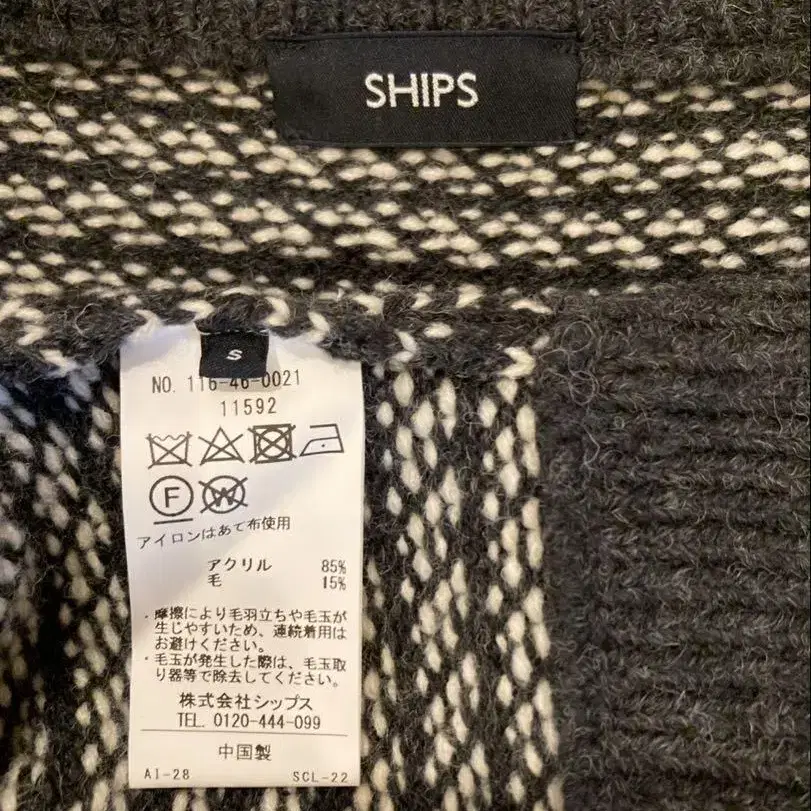 SHIPS
S
NO. 116-46-0021
11592
F W
アイロンはあて布使用
アクリル 85%
毛 15%
・摩擦により毛羽立ちや毛玉が
生じやすいため、連続着用は
お避けください。
・毛玉が発生した際は、毛玉取
り器等で除去してください。
株式会社シップス
TEL 0120-444-099
中国製
AI-28 SCL-22